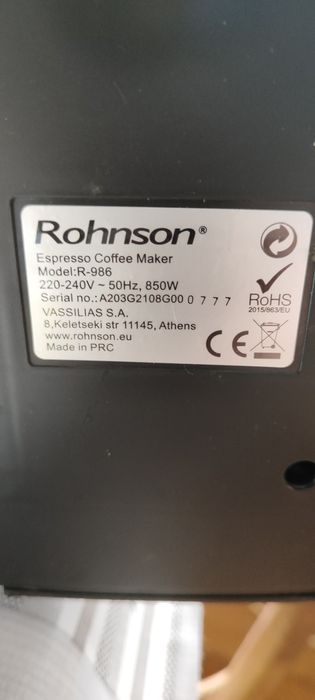 Rohnson®
Espresso Coffee Maker
Model:R-986
220-240V ~ 50Hz, 850W
Serial no.: A203G2108G00 0 7 7 7
VASSILIAS S.A.
8,Keletseki str 11145, Athens
www.rohnson.eu
Made in PRC
RoHS
2015/863/EU
CE